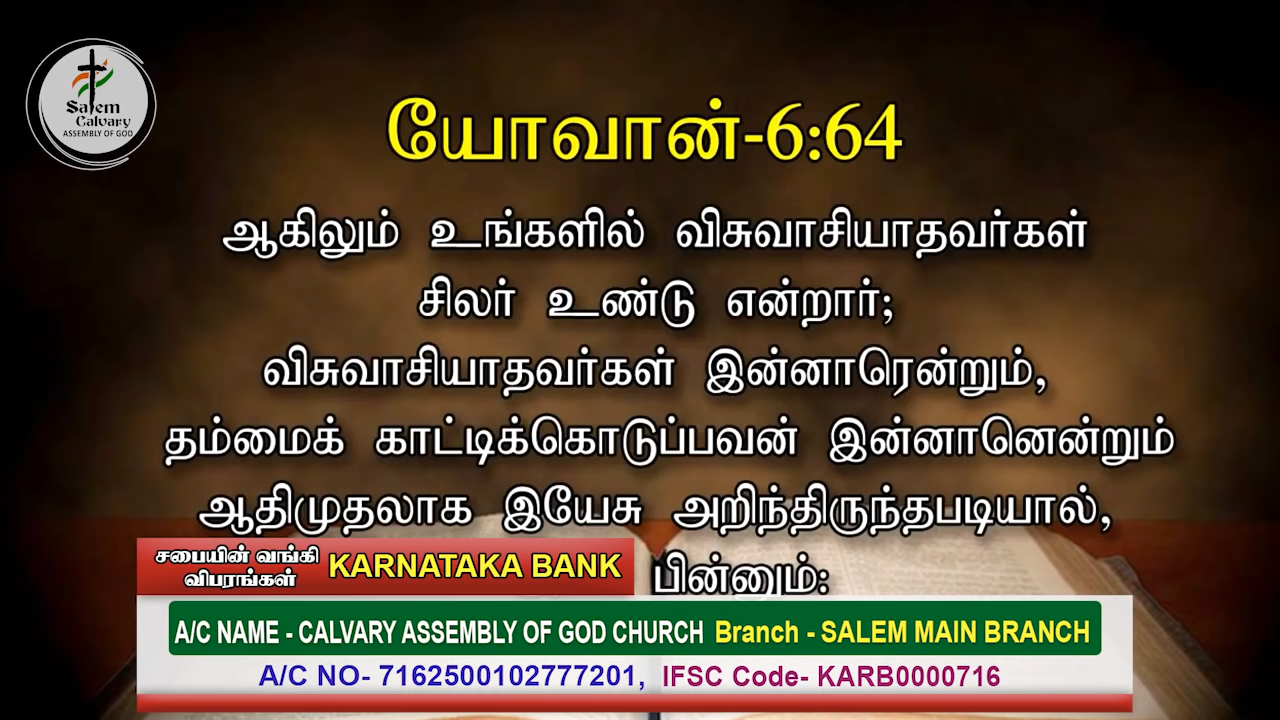 Salem
Calvary
ASSEMBLY OF GOD
யோவான்-6:64
ஆகிலும் உங்களில் விசுவாசியாதவர்கள்
சிலர் உண்டு என்றார்;
விசுவாசியாதவர்கள் இன்னாரென்றும்,
தம்மைக் காட்டிக்கொடுப்பவன் இன்னானென்றும்
ஆதிமுதலாக இயேசு அறிந்திருந்தபடியால்,
பின்னும்:
சபையின் வங்கி
விபரங்கள்
KARNATAKA BANK
A/C NAME - CALVARY ASSEMBLY OF GOD CHURCH Branch - SALEM MAIN BRANCH
A/C NO- 7162500102777201, IFSC Code- KARB0000716